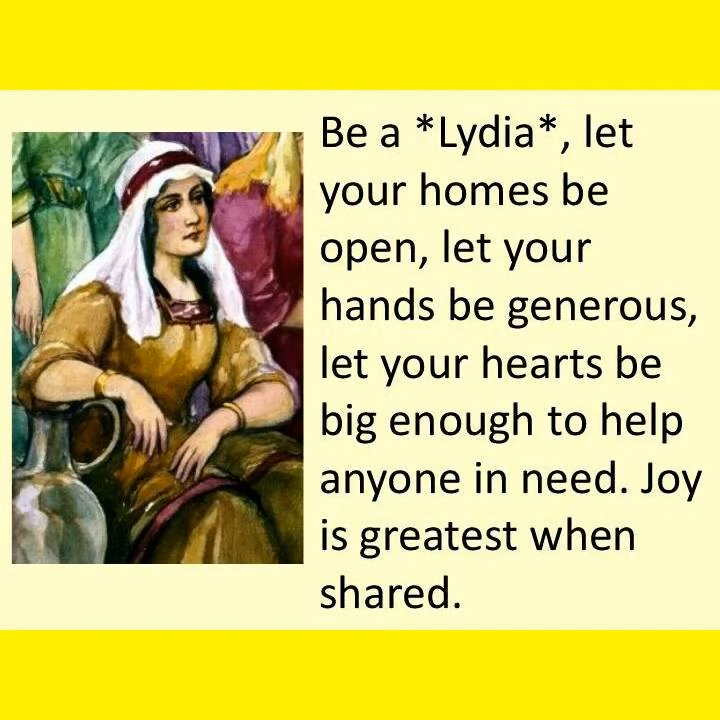 Be a *Lydia*, let
your homes be
open, let your
hands be generous,
let your hearts be
big enough to help
anyone in need. Joy
is greatest when
shared.